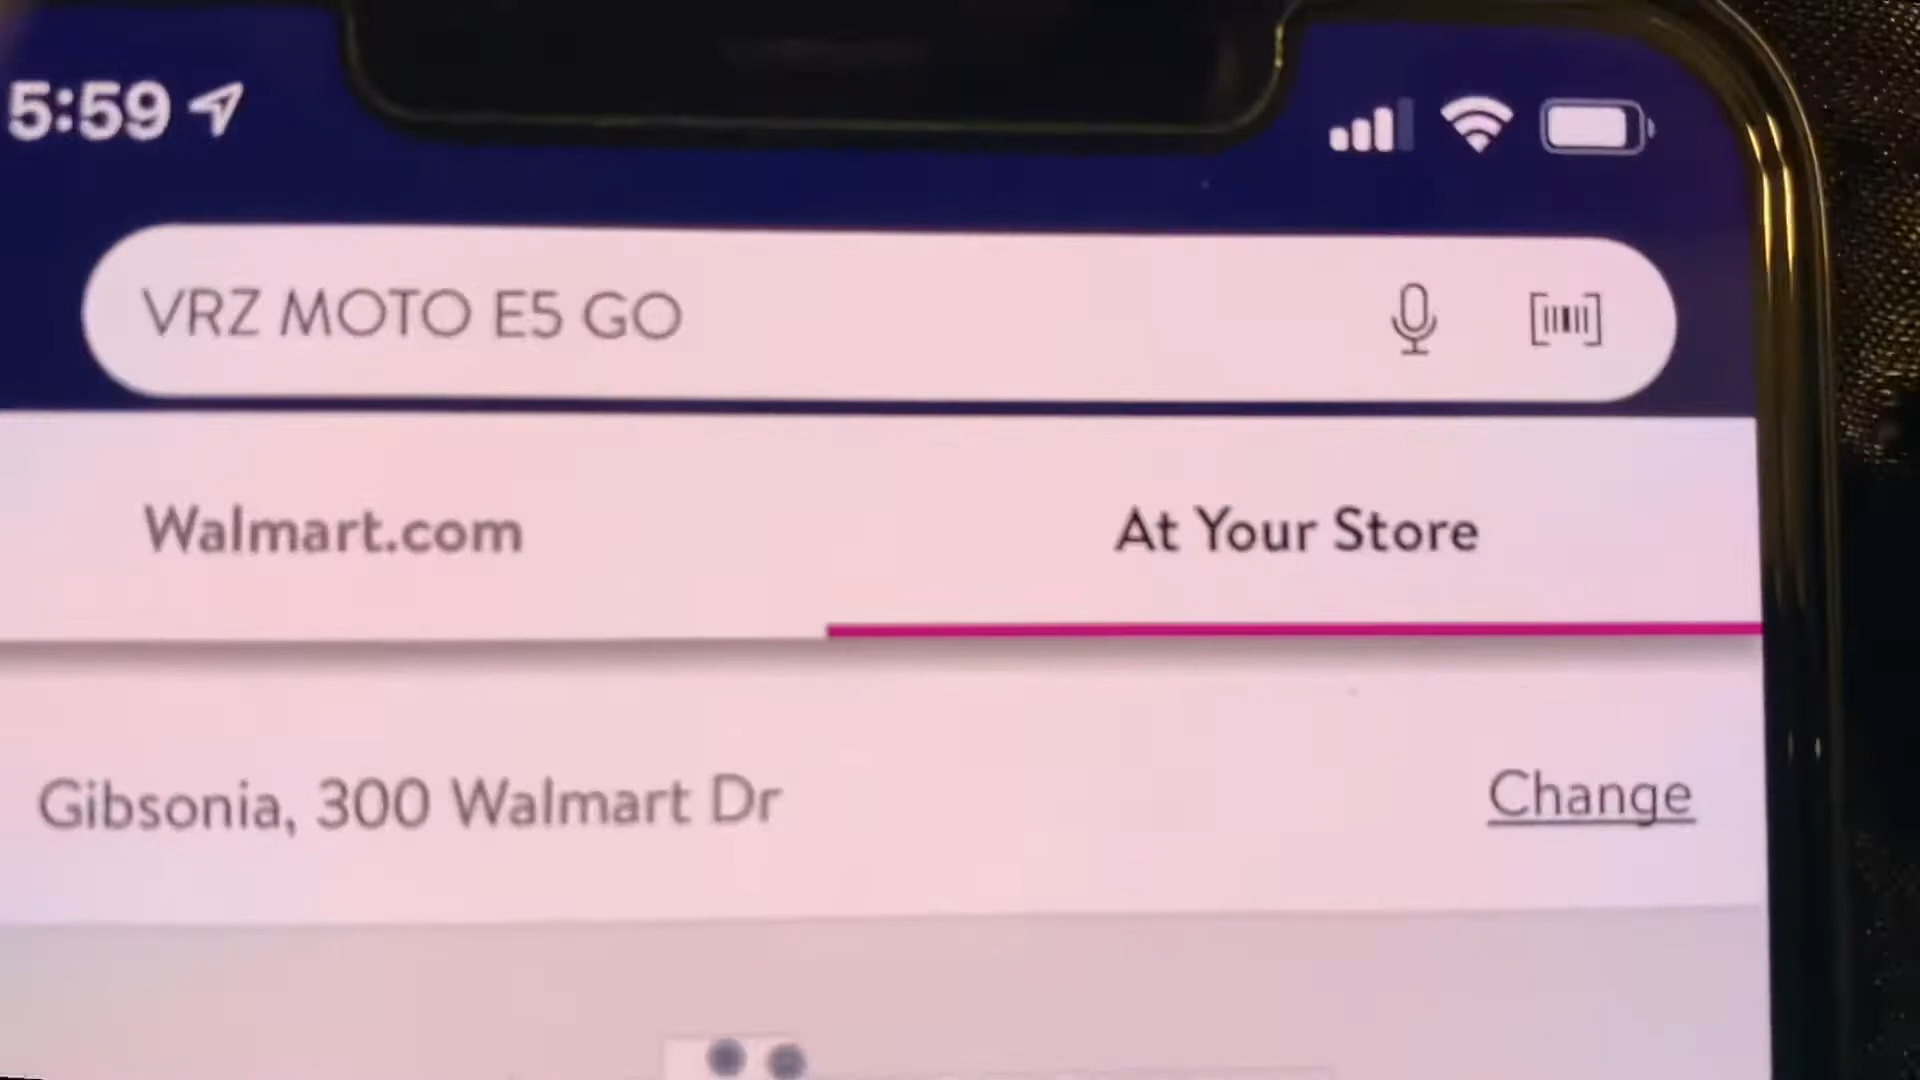 5:59
VRZ MOTO E5 GO
Walmart.com
At Your Store
Gibsonia, 300 Walmart Dr
Change